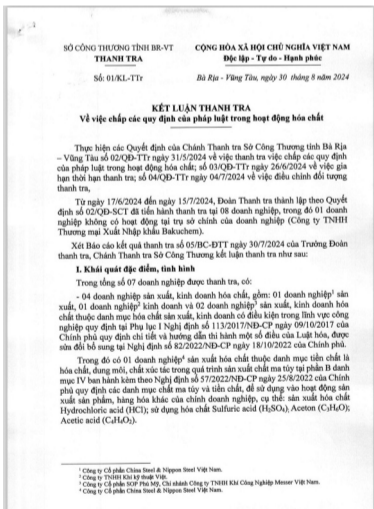 SỞ CÔNG THƯƠNG TỈNH BR-VT
THANH TRA
Số: 01/KL-TTr
CỘNG HÒA XÃ HỘI CHỦ NGHĨA VIỆT NAM
Độc lập - Tự do - Hạnh phúc
Bà Rịa - Vũng Tàu, ngày 30 tháng 8 năm 2024
KẾT LUẬN THANH TRA
Về việc chấp các quy định của pháp luật trong hoạt động hóa chất
Thực hiện các Quyết định của Chánh Thanh tra Sở Công Thương tỉnh Bà Rịa
– Vũng Tàu số 02/QĐ-TTr ngày 31/5/2024 về việc thanh tra việc chấp các quy định
của pháp luật trong hoạt động hóa chất; số 03/QĐ-TTr ngày 26/6/2024 về việc gia
hạn thời hạn thanh tra; số 04/QĐ-TTr ngày 04/7/2024 về việc điều chỉnh đối tượng
thanh tra,
Từ ngày 17/6/2024 đến ngày 15/7/2024, Đoàn Thanh tra thành lập theo Quyết
định số 02/QĐ-SCT đã tiến hành thanh tra tại 08 doanh nghiệp, trong đó 01 doanh
nghiệp không có hoạt động tại trụ sở chính của doanh nghiệp (Công ty TNHH
Thương mại Xuất Nhập khẩu Bakuchem).
Xét Báo cáo kết quả thanh tra số 05/BC-ĐTT ngày 30/7/2024 của Trưởng Đoàn
thanh tra, Chánh Thanh tra Sở Công Thương kết luận thanh tra như sau:
I. Khái quát đặc điểm, tình hình
Trong tổng số 07 doanh nghiệp được thanh tra, có:
- 04 doanh nghiệp sản xuất, kinh doanh hóa chất, gồm: 01 doanh nghiệp¹ sản
xuất, 01 doanh nghiệp² kinh doanh và 02 doanh nghiệp³ sản xuất, kinh doanh hóa
chất thuộc danh mục hóa chất sản xuất, kinh doanh có điều kiện trong lĩnh vực công
nghiệp quy định tại Phụ lục I Nghị định số 113/2017/NĐ-CP ngày 09/10/2017 của
Chính phủ quy định chi tiết và hướng dẫn thi hành một số điều của Luật hóa, được
sửa đổi bổ sung tại Nghị định số 82/2022/NĐ-CP ngày 18/10/2022 của Chính phủ.
Trong đó có 01 doanh nghiệp⁴ sản xuất hóa chất thuộc danh mục tiền chất là
hóa chất, dung môi, chất xúc tác trong quá trình sản xuất chất ma túy tại phần B danh
mục IV ban hành kèm theo Nghị định số 57/2022/NĐ-CP ngày 25/8/2022 của Chính
phủ quy định các danh mục chất ma túy và tiền chất, để sử dụng vào hoạt động sản
xuất sản phẩm, hàng hóa khác của chính doanh nghiệp, cụ thể: sản xuất hóa chất
Hydrochloric acid (HCl); sử dụng hóa chất Sulfuric acid (H₂SO₄), Aceton (C₃H₆O);
Acetic acid (C₄H₆O₂).
¹ Công ty Cổ phần China Steel & Nippon Steel Việt Nam.
² Công ty TNHH Khí kỹ thuật Việt.
³ Công ty Cổ phần SOP Phú Mỹ, Chi nhánh Công ty TNHH Khí Công Nghiệp Messer Việt Nam.
⁴ Công ty Cổ phần China Steel & Nippon Steel Việt Nam.